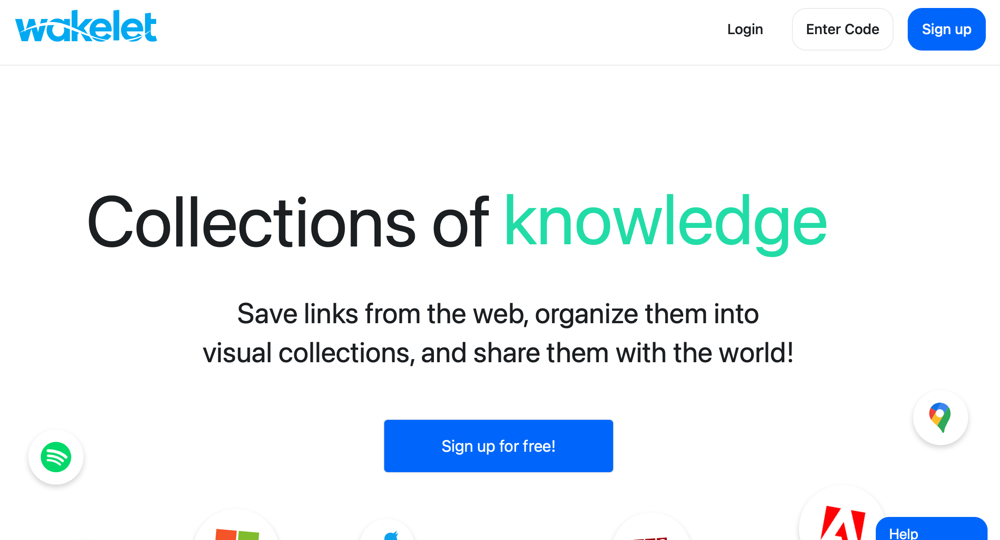 wakelet
Login
Enter Code
Sign up
Collections of knowledge
Save links from the web, organize them into
visual collections, and share them with the world!
Sign up for free!
Help